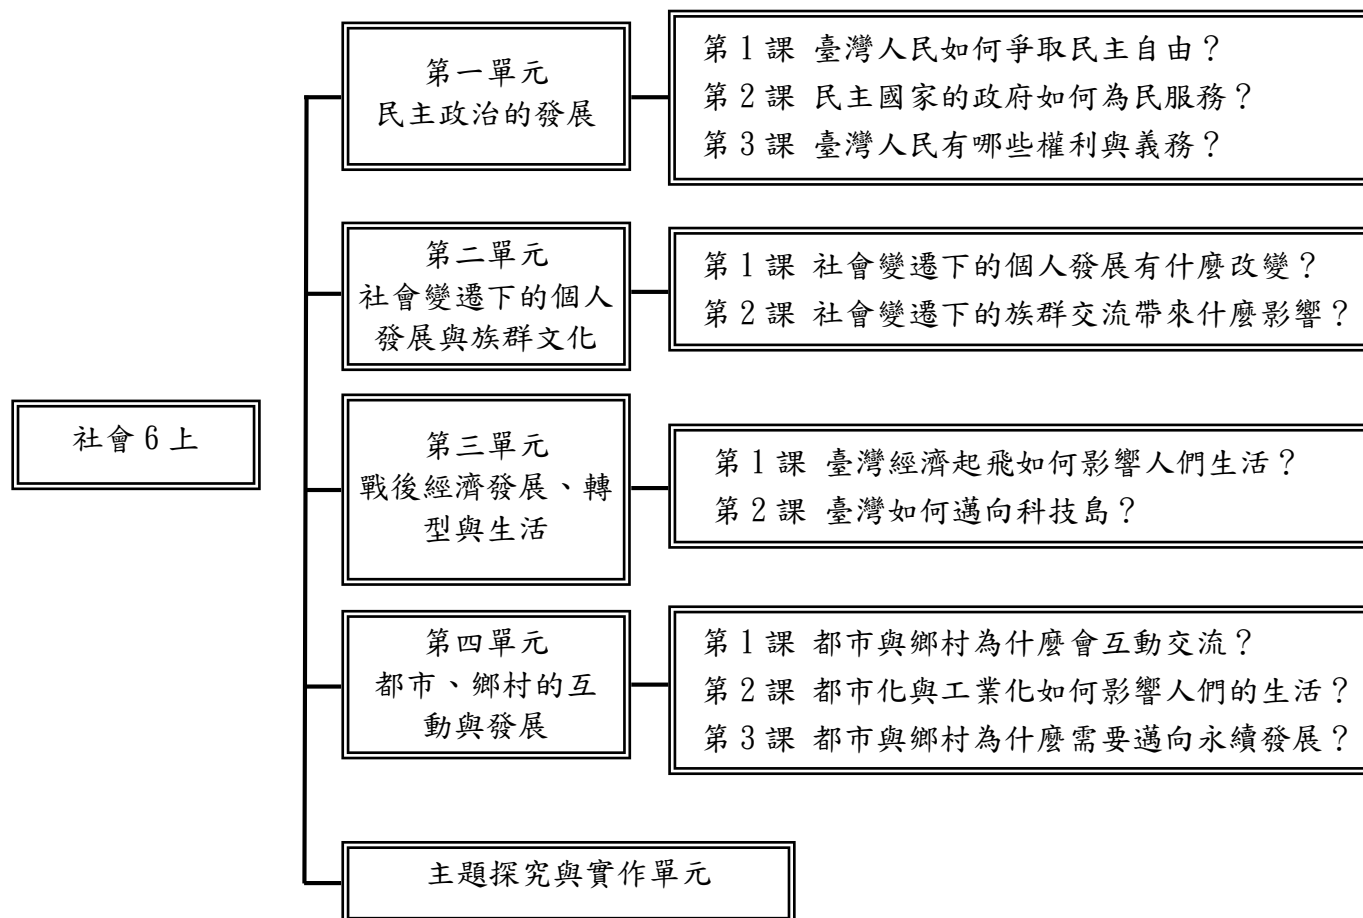 社會6上
第一單元
民主政治的發展
第1課 臺灣人民如何爭取民主自由？
第2課 民主國家的政府如何為民服務？
第3課 臺灣人民有哪些權利與義務？
第二單元
社會變遷下的個人
發展與族群文化
第1課 社會變遷下的個人發展有什麼改變？
第2課 社會變遷下的族群交流帶來什麼影響？
第三單元
戰後經濟發展、轉
型與生活
第1課 臺灣經濟起飛如何影響人們生活？
第2課 臺灣如何邁向科技島？
第四單元
都市、鄉村的互
動與發展
第1課 都市與鄉村為什麼會互動交流？
第2課 都市化與工業化如何影響人們的生活？
第3課 都市與鄉村為什麼需要邁向永續發展？
主題探究與實作單元